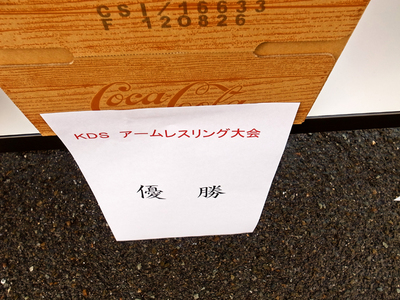 CSI/16633
F 120826
Coca-Cola
KDS アームレスリング大会
優 勝